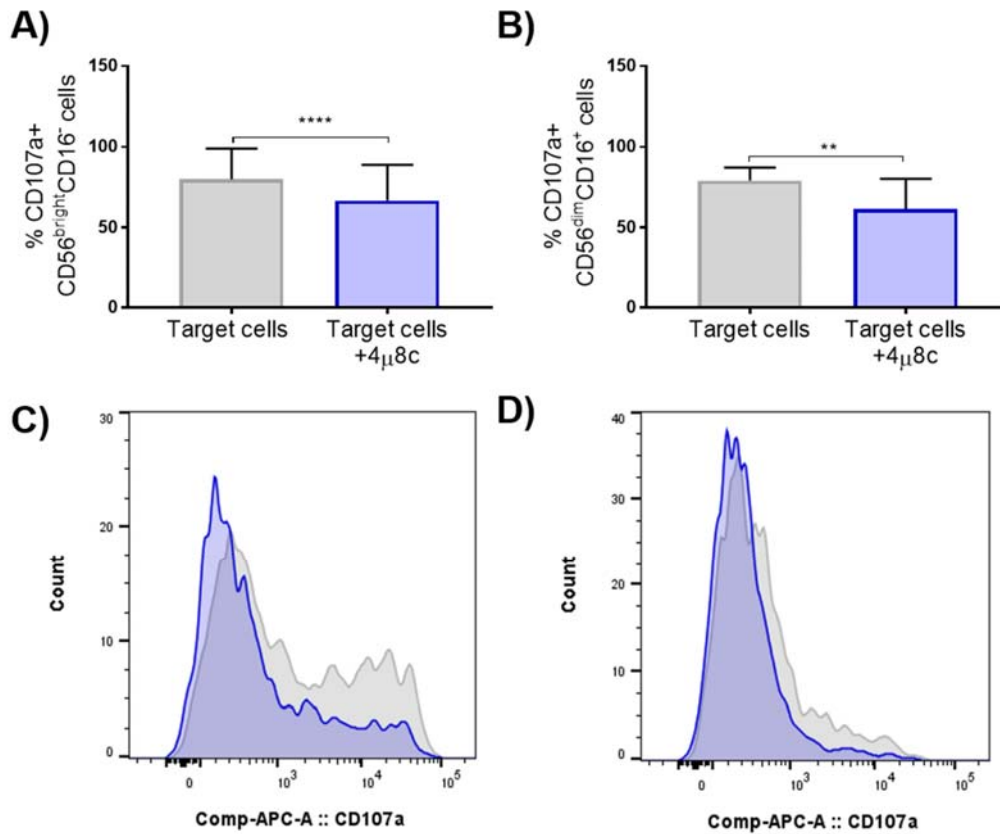 A)
150
100
50
0
% CD107a+
CD56brightCD16- cells
****
Target cells
Target cells
+4μ8c
B)
150
100
50
0
% CD107a+
CD56dimCD16+ cells
**
Target cells
Target cells
+4μ8c
C)
30
20
10
0
Count
0 10³ 10⁴ 10⁵
Comp-APC-A :: CD107a
D)
40
30
20
10
0
Count
0 10³ 10⁴ 10⁵
Comp-APC-A :: CD107a